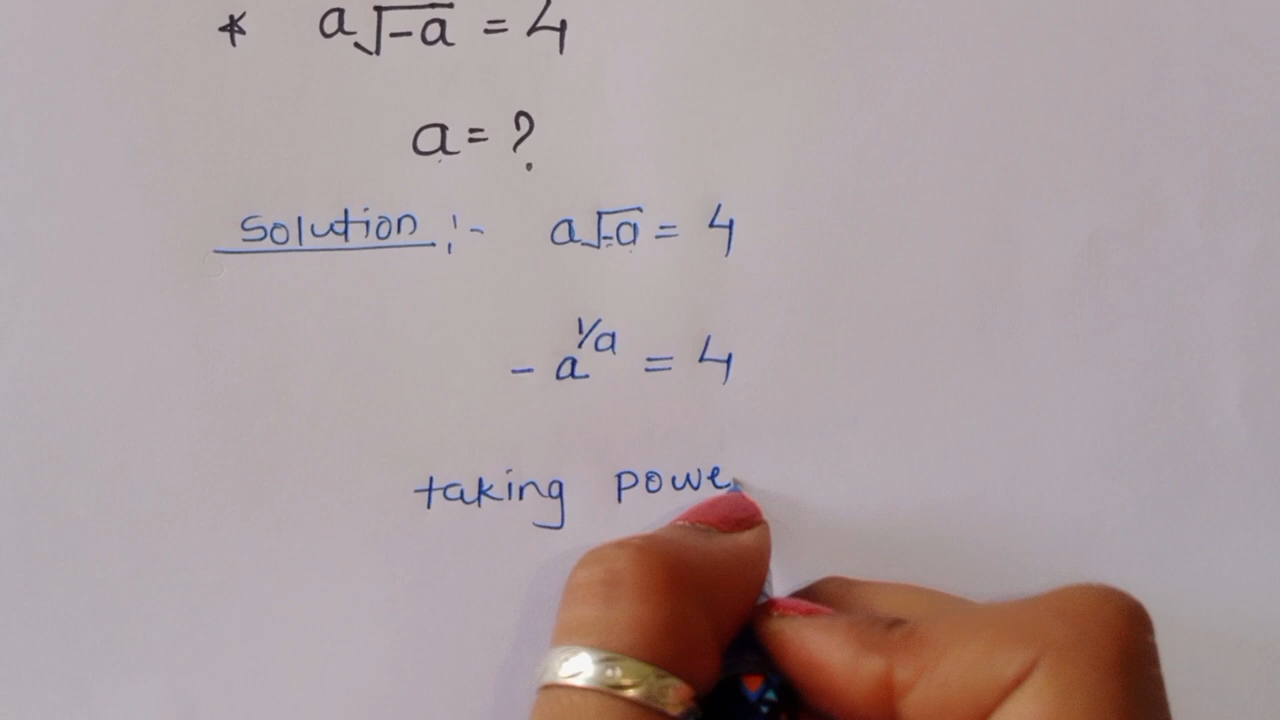 * a√-a = 4
a = ?
Solution :- a√-a = 4
- a^1/a = 4
taking powe